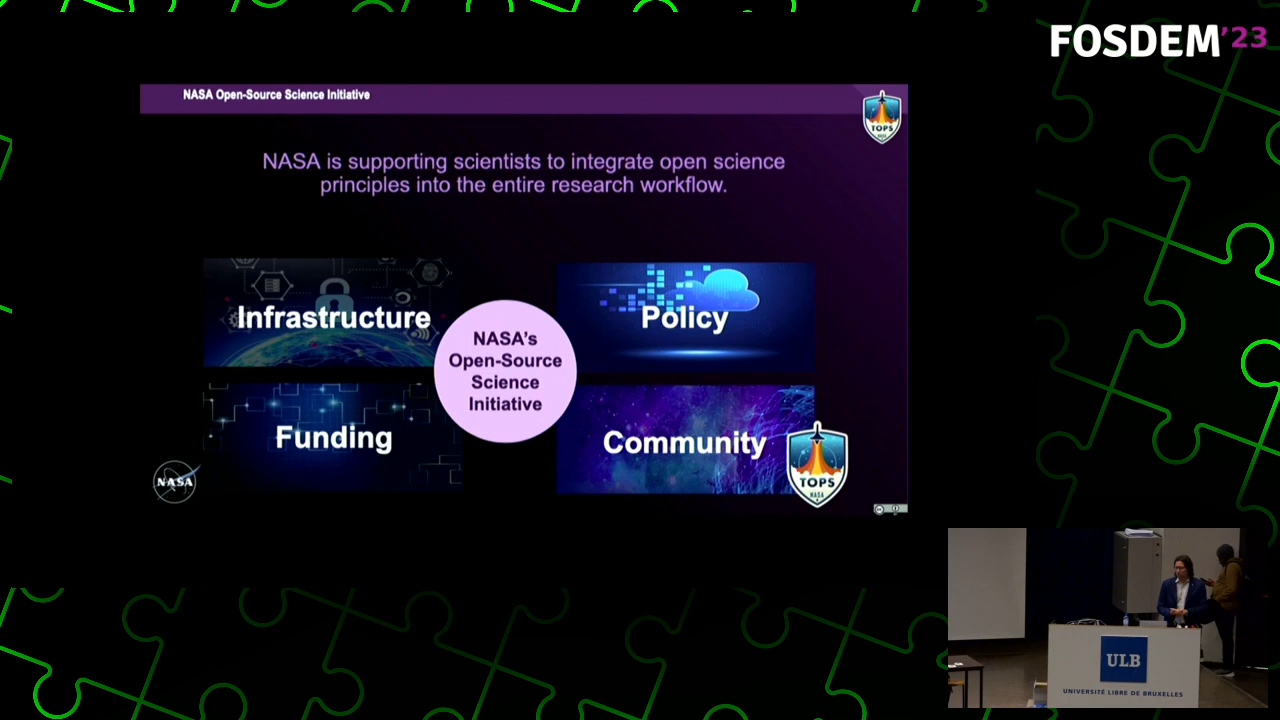 FOSDEM'23
NASA Open-Source Science Initiative
TOPS
NASA is supporting scientists to integrate open science
principles into the entire research workflow.
Infrastructure
Policy
NASA's
Open-Source
Science
Initiative
Funding
Community
NASA
TOPS
NASA
ULB
UNIVERSITÉ LIBRE DE BRUXELLES